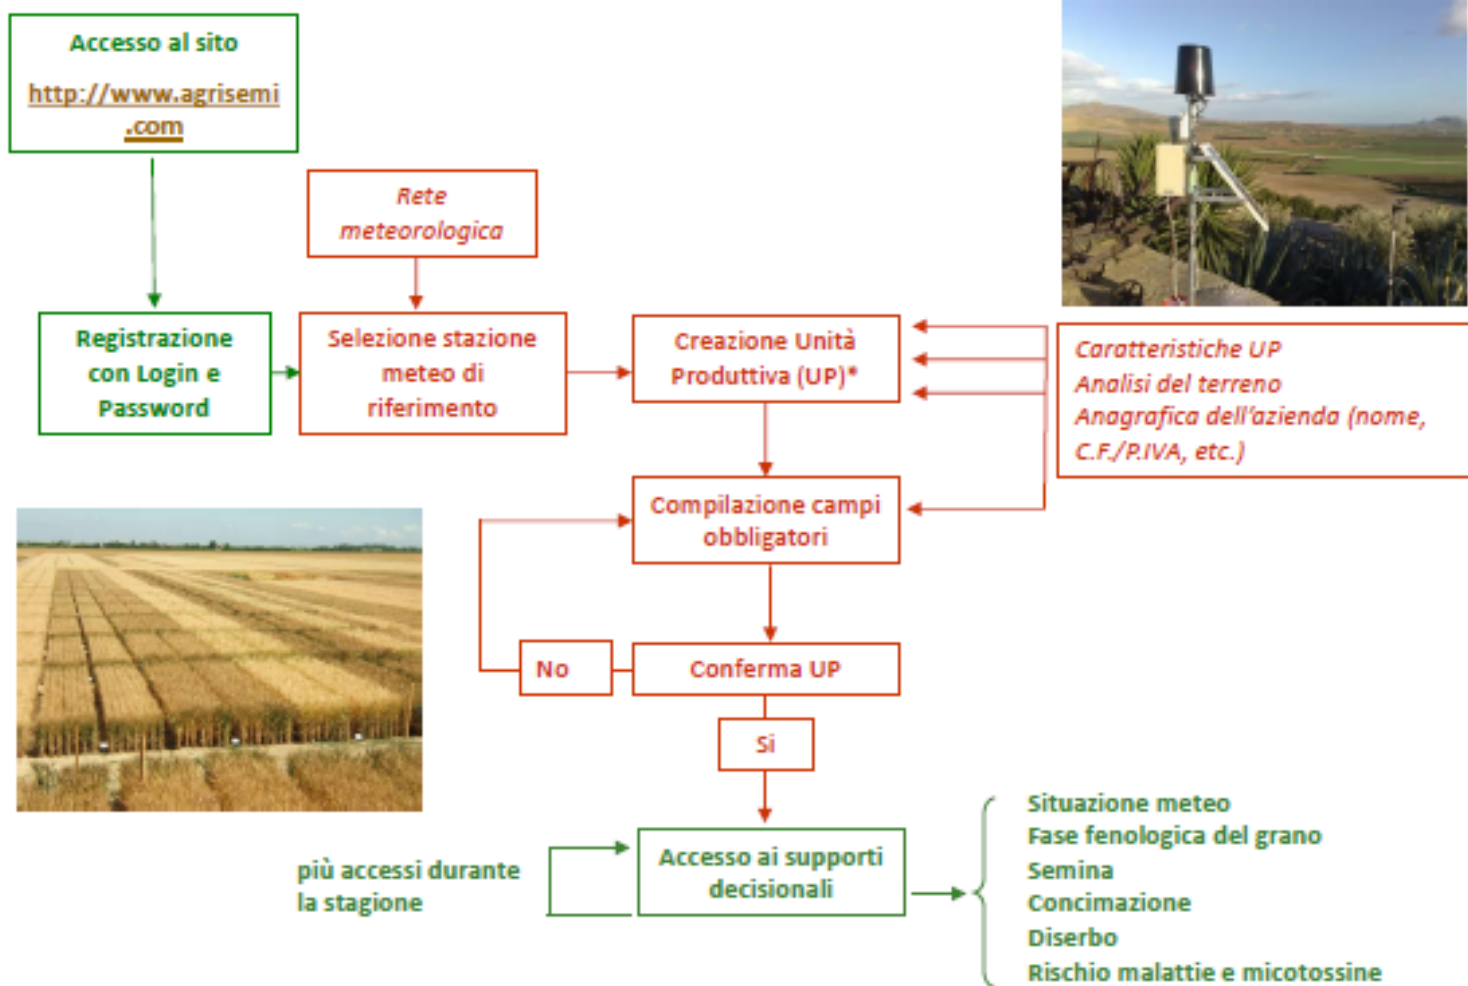 Accesso al sito
http://www.agrisemi
.com
Rete
meteorologica
Registrazione
con Login e
Password
Selezione stazione
meteo di
riferimento
Creazione Unità
Produttiva (UP)*
Caratteristiche UP
Analisi del terreno
Anagrafica dell'azienda (nome,
C.F./P.IVA, etc.)
Compilazione campi
obbligatori
No
Conferma UP
Si
più accessi durante
la stagione
Accesso ai supporti
decisionali
Situazione meteo
Fase fenologica del grano
Semina
Concimazione
Diserbo
Rischio malattie e micotossine